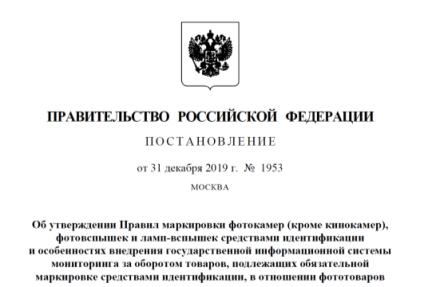 ПРАВИТЕЛЬСТВО РОССИЙСКОЙ ФЕДЕРАЦИИ
ПОСТАНОВЛЕНИЕ
от 31 декабря 2019 г. № 1953
МОСКВА
Об утверждении Правил маркировки фотокамер (кроме кинокамер),
фотовспышек и ламп-вспышек средствами идентификации
и особенностях внедрения государственной информационной системы
мониторинга за оборотом товаров, подлежащих обязательной
маркировке средствами идентификации, в отношении фототоваров